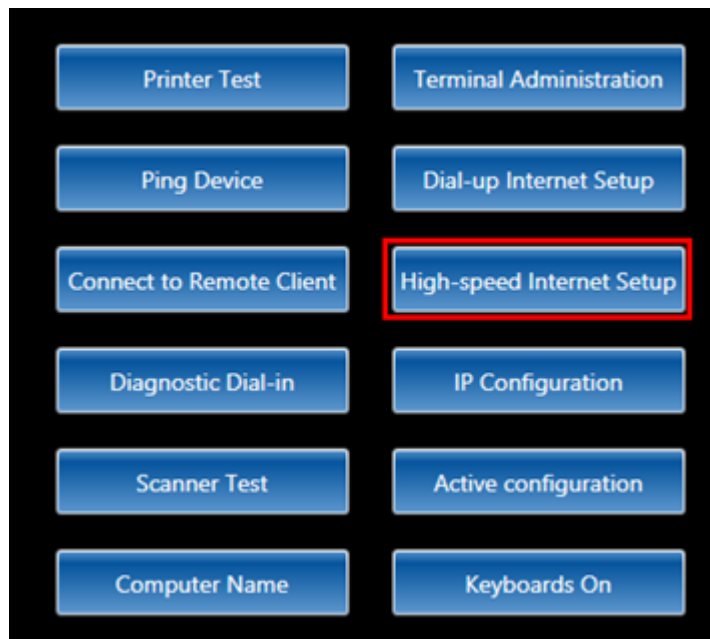 Printer Test
Terminal Administration
Ping Device
Dial-up Internet Setup
Connect to Remote Client
High-speed Internet Setup
Diagnostic Dial-in
IP Configuration
Scanner Test
Active configuration
Computer Name
Keyboards On